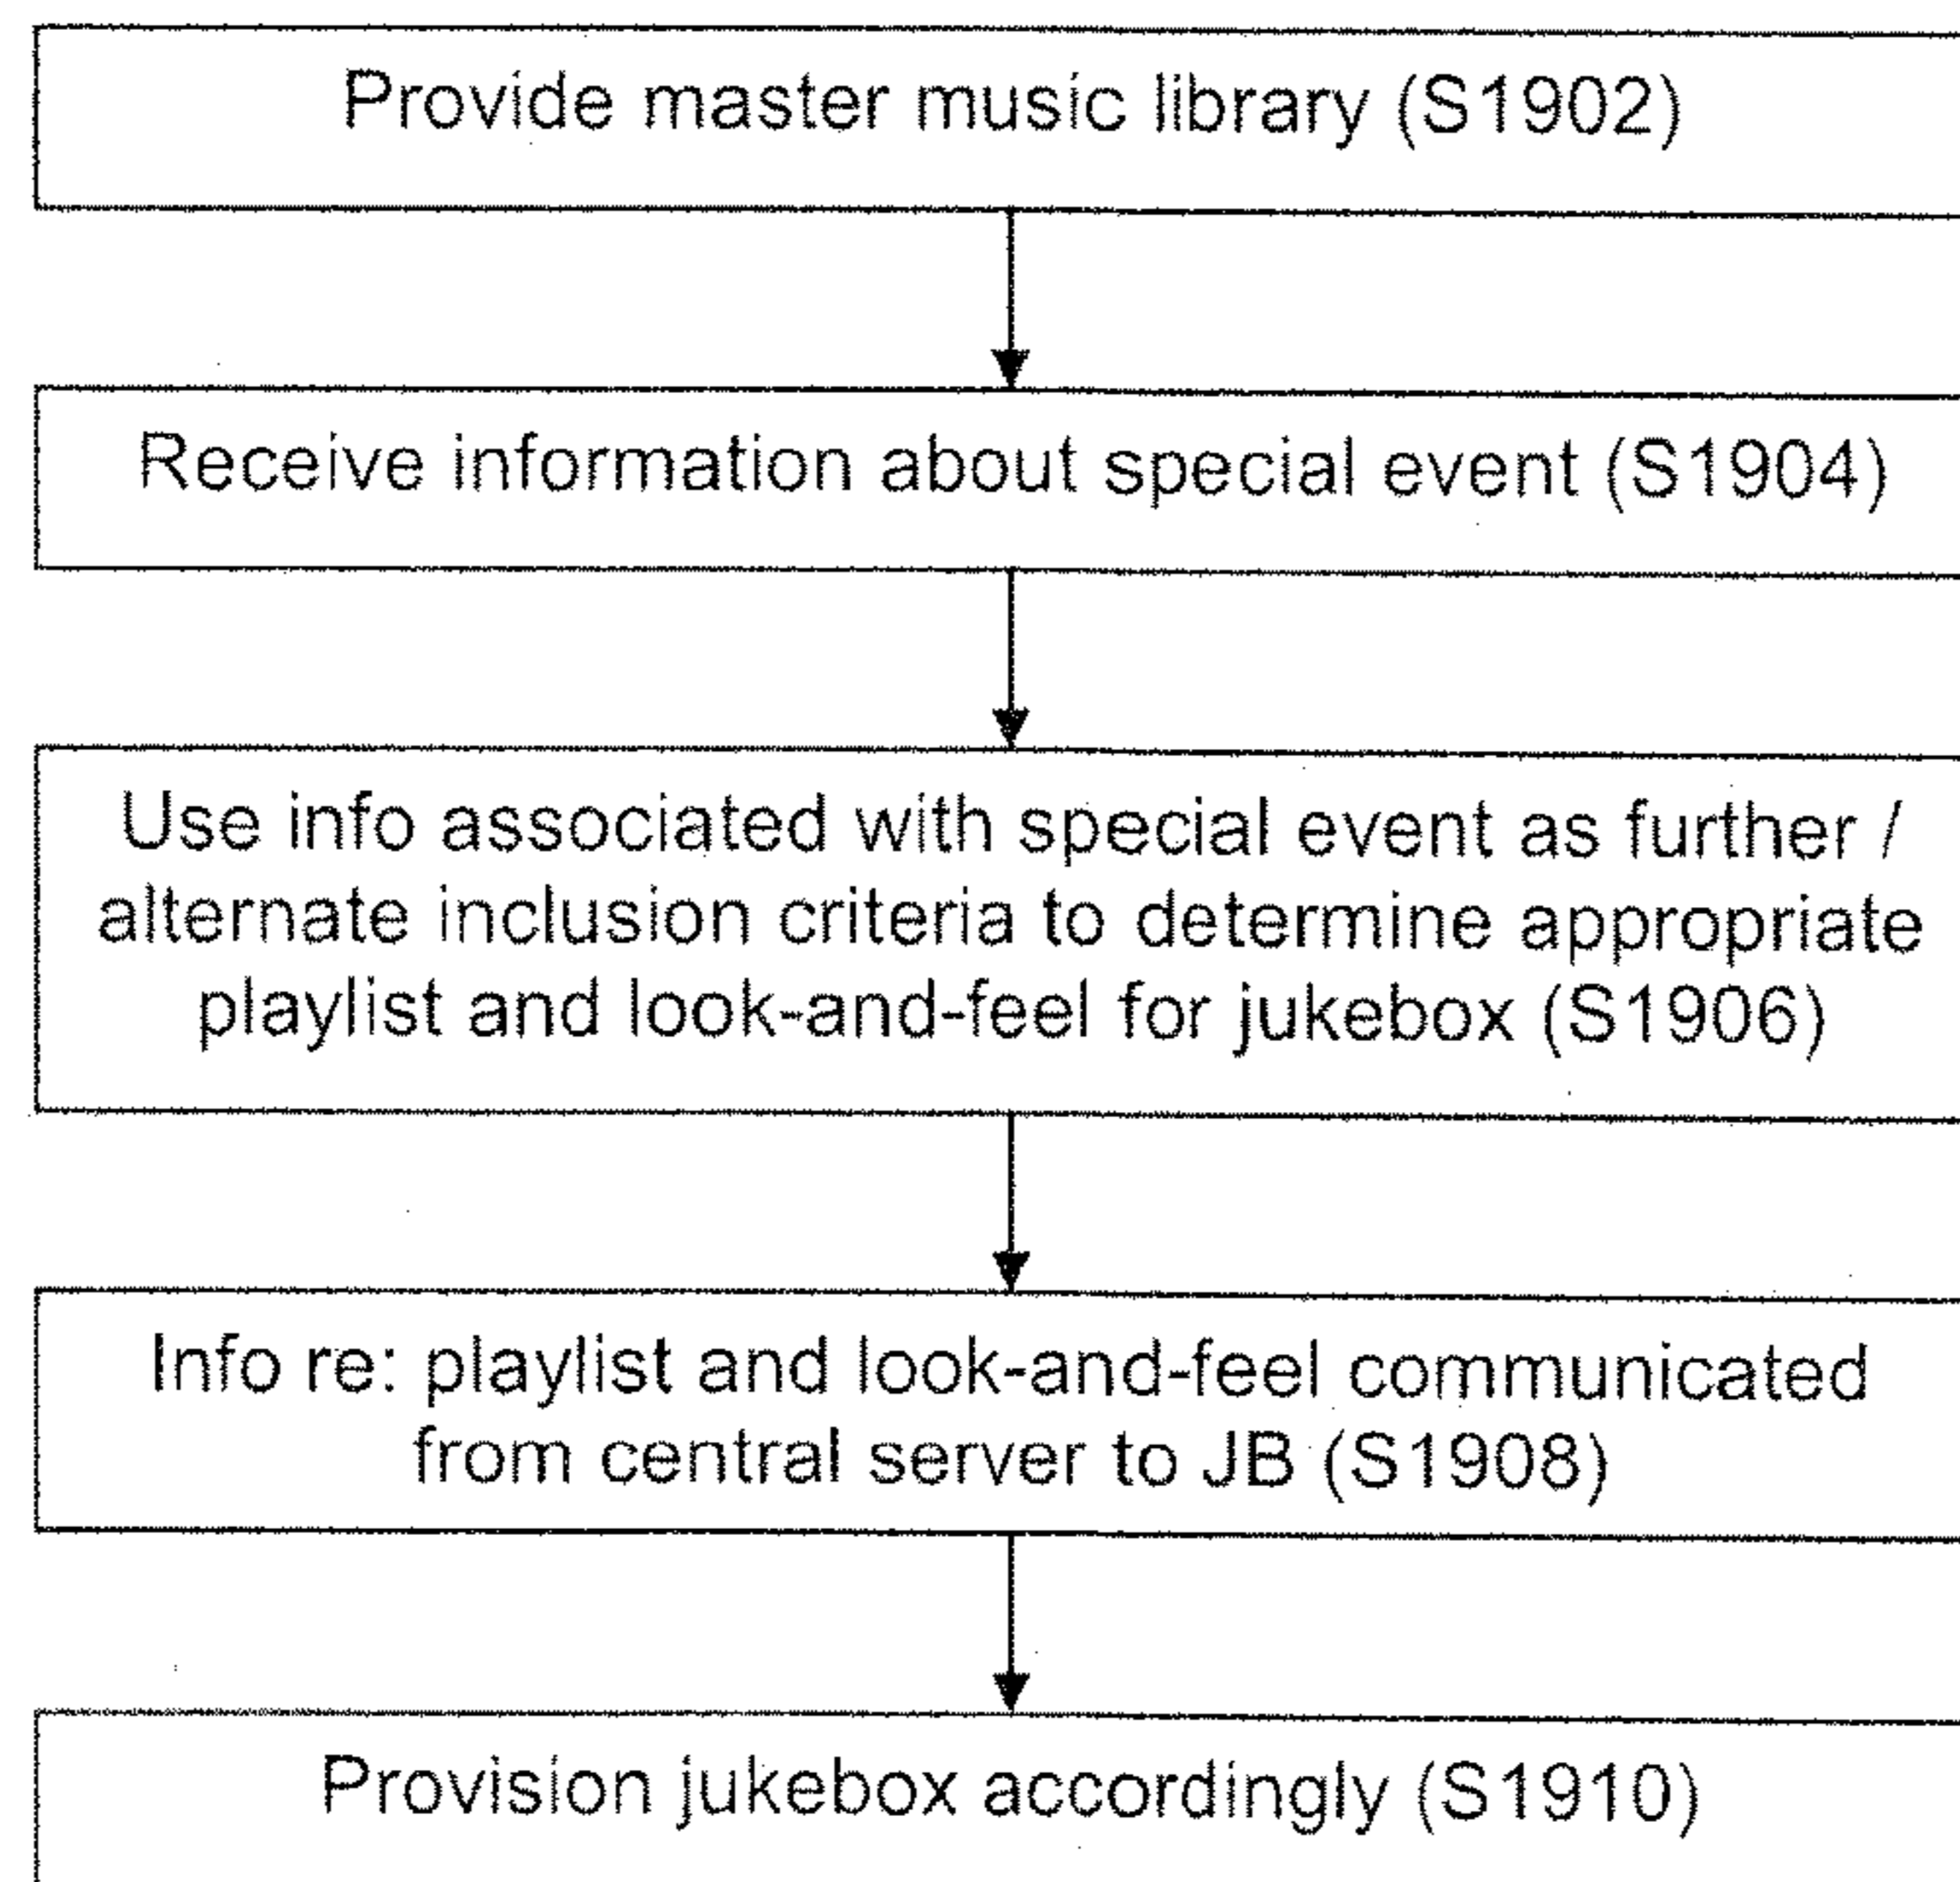 Provide master music library (S1902)
Receive information about special event (S1904)
Use info associated with special event as further /
alternate inclusion criteria to determine appropriate
playlist and look-and-feel for jukebox (S1906)
Info re: playlist and look-and-feel communicated
from central server to JB (S1908)
Provision jukebox accordingly (S1910)